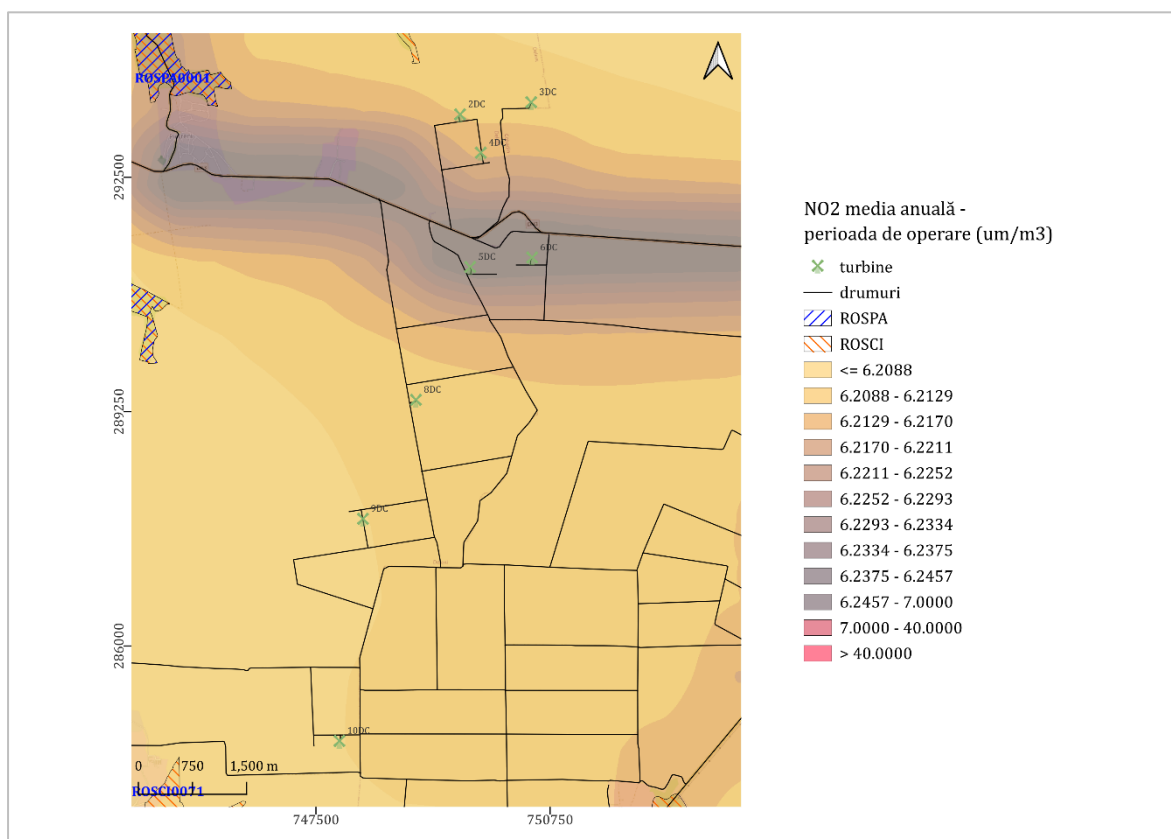 ROSPA0001
2DC
3DC
4DC
5DC
6DC
8DC
9DC
10DC
292500
289250
286000
0 750 1,500 m
ROSCI0071
747500 750750
NO2 media anuală -
perioada de operare (um/m3)
turbine
drumuri
ROSPA
ROSCI
<= 6.2088
6.2088 - 6.2129
6.2129 - 6.2170
6.2170 - 6.2211
6.2211 - 6.2252
6.2252 - 6.2293
6.2293 - 6.2334
6.2334 - 6.2375
6.2375 - 6.2457
6.2457 - 7.0000
7.0000 - 40.0000
> 40.0000